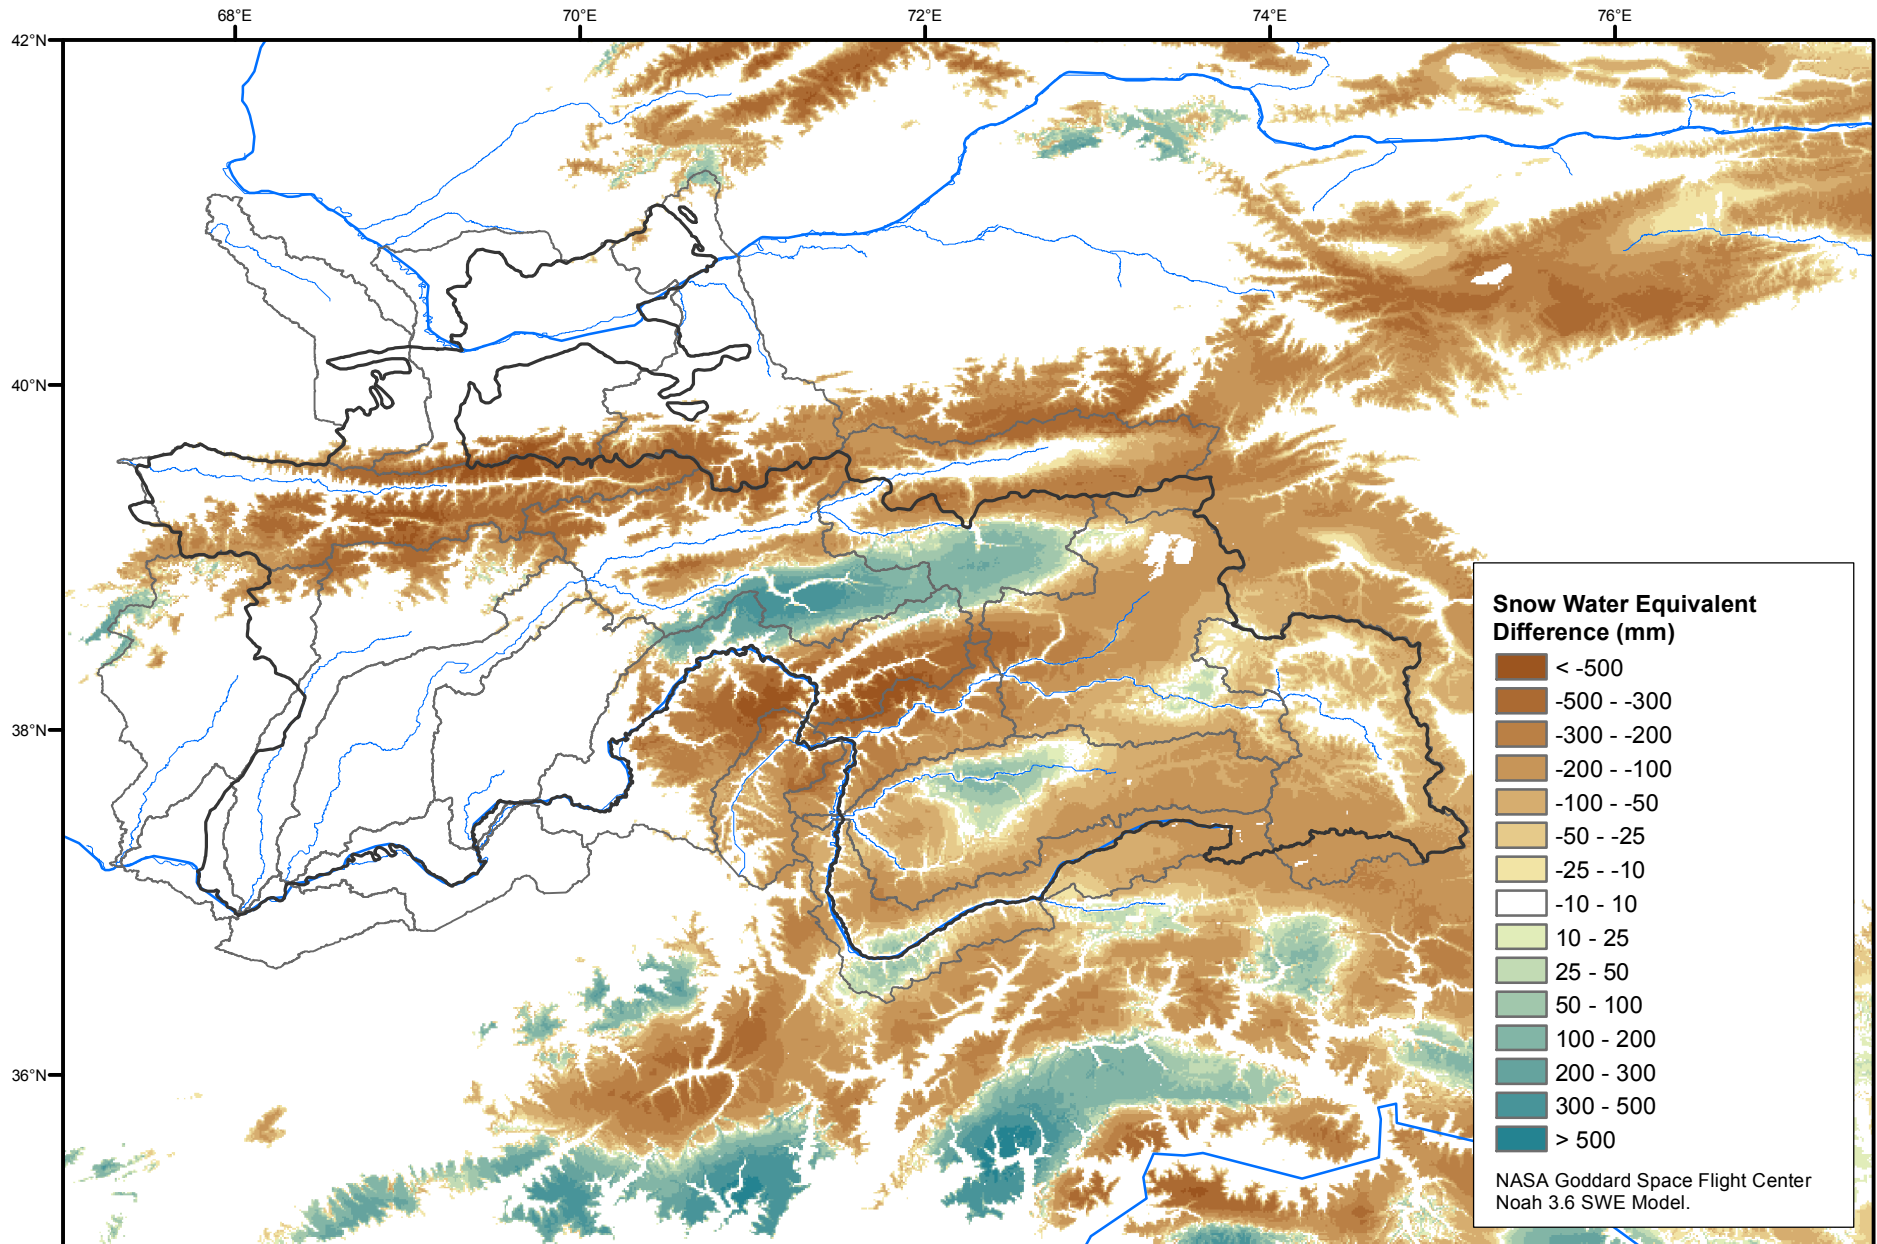 68°E
70°E
72°E
74°E
76°E
42°N
40°N
38°N
36°N
Snow Water Equivalent
Difference (mm)
< -500
-500 - -300
-300 - -200
-200 - -100
-100 - -50
-50 - -25
-25 - -10
-10 - 10
10 - 25
25 - 50
50 - 100
100 - 200
200 - 300
300 - 500
> 500
NASA Goddard Space Flight Center
Noah 3.6 SWE Model.